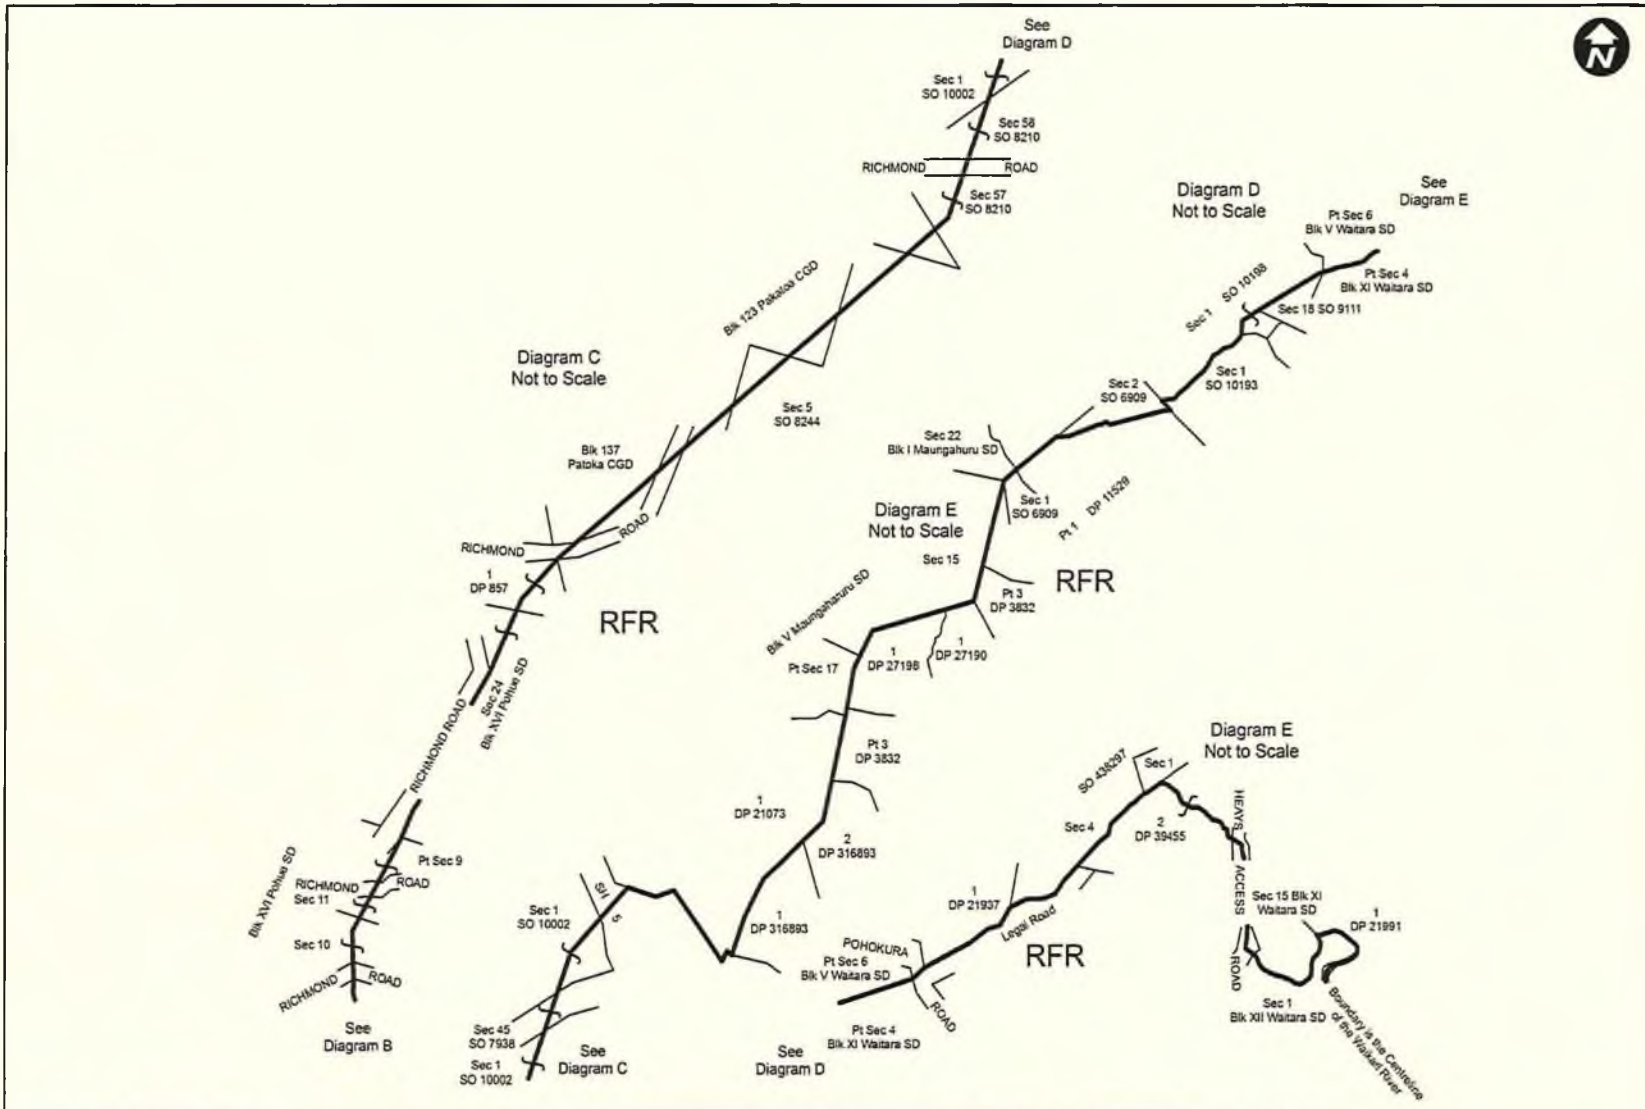 See
Diagram D
N
Sec 1
SO 10002
Sec 58
SO 8210
RICHMOND ROAD
Sec 57
SO 8210
Diagram D
Not to Scale
See
Diagram E
Pt Sec 6
Blk V Waitara SD
Pt Sec 4
Blk XI Waitara SD
SO 10198
Sec 1
Sec 18 SO 9111
Blk 123 Pakaloa CGD
Diagram C
Not to Scale
Sec 1
SO 10193
Sec 2
SO 6909
Sec 5
SO 8244
Sec 22
Blk I Maungahuru SD
Blk 137
Patoka CGD
Sec 1
SO 6909
Pt 1 DP 11529
Diagram E
Not to Scale
RICHMOND
ROAD
Sec 15
RFR
1
DP 857
Pt 3
DP 3832
Blk V Maungahazuru SD
RFR
1
DP 27190
1
DP 27198
Pt Sec 17
Sec 24
Blk XVI Pohue SD
RICHMOND ROAD
Pt 3
DP 3832
Diagram E
Not to Scale
SO 438297
Sec 1
HEAYS
ACCESS
ROAD
1
DP 21073
2
DP 316893
Sec 4
2
DP 39455
Blk XVI Pohue SD
Pt Sec 9
RICHMOND
ROAD
Sec 11
SH 5
Sec 1
SO 10002
1
DP 316893
1
DP 21937
Legal Road
Sec 15 Blk XI
Waitara SD
1
DP 21991
Sec 10
RICHMOND
ROAD
POHOKURA
Pt Sec 6
Blk V Waitara SD
RFR
ROAD
Sec 1
Blk XII Waitara SD
Boundary is the Centreline
of the Waikari River
See
Diagram B
Sec 45
SO 7938
Sec 1
SO 10002
See
Diagram C
See
Diagram D
Pt Sec 4
Blk XI Waitara SD